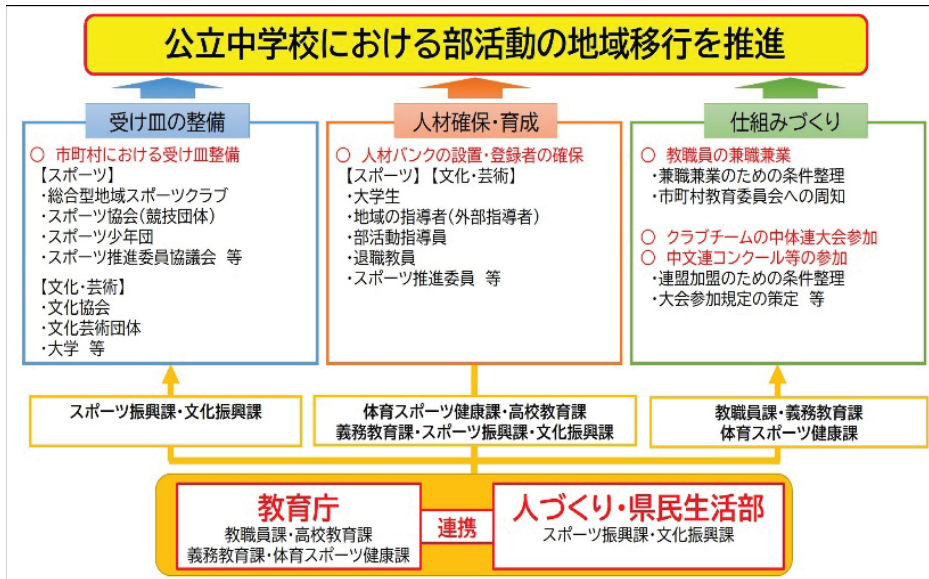 公立中学校における部活動の地域移行を推進
受け皿の整備
○ 市町村における受け皿整備
【スポーツ】
・総合型地域スポーツクラブ
・スポーツ協会(競技団体)
・スポーツ少年団
・スポーツ推進委員協議会 等
【文化・芸術】
・文化協会
・文化芸術団体
・大学 等
人材確保・育成
○ 人材バンクの設置・登録者の確保
【スポーツ】【文化・芸術】
・大学生
・地域の指導者(外部指導者)
・部活動指導員
・退職教員
・スポーツ推進委員 等
仕組みづくり
○ 教職員の兼職兼業
・兼職兼業のための条件整理
・市町村教育委員会への周知
○ クラブチームの中体連大会参加
○ 中文連コンクール等の参加
・連盟加盟のための条件整理
・大会参加規定の策定 等
スポーツ振興課・文化振興課
体育スポーツ健康課・高校教育課
義務教育課・スポーツ振興課・文化振興課
教職員課・義務教育課
体育スポーツ健康課
教育庁
教職員課・高校教育課
義務教育課・体育スポーツ健康課
連携
人づくり・県民生活部
スポーツ振興課・文化振興課